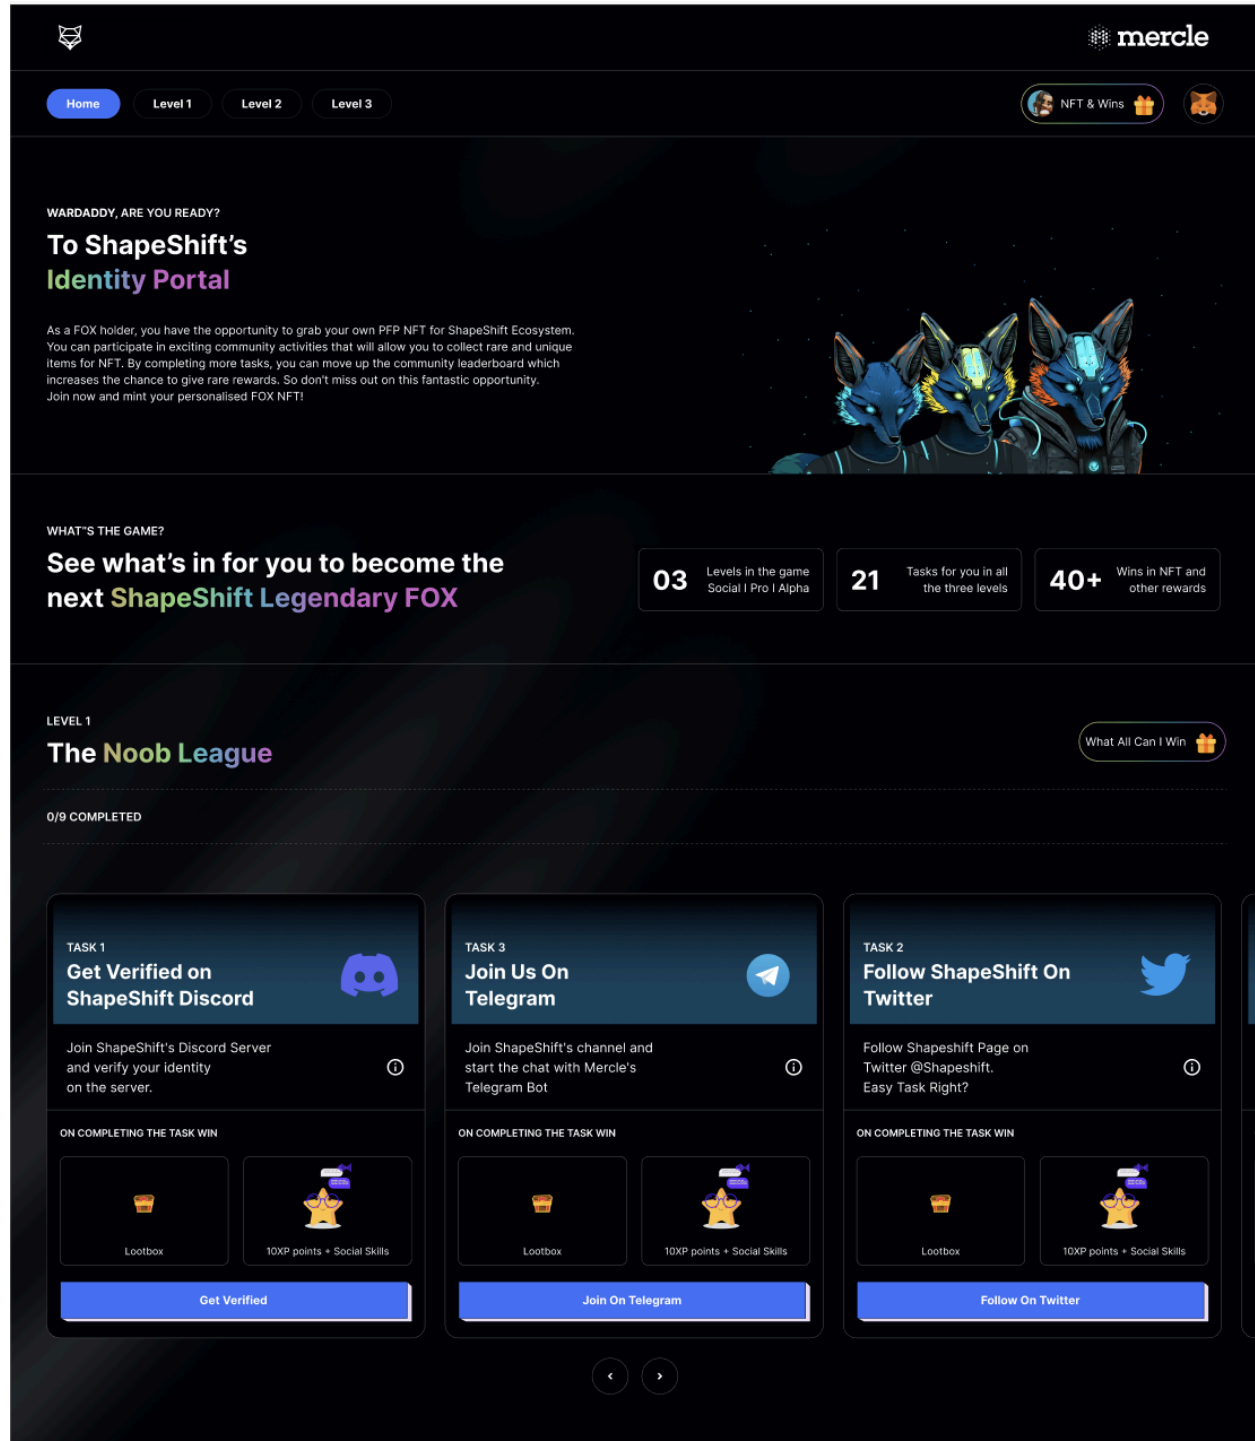 mercle
Home
Level 1
Level 2
Level 3
NFT & Wins
WARDADDY, ARE YOU READY?
To ShapeShift's
Identity Portal
As a FOX holder, you have the opportunity to grab your own PFP NFT for ShapeShift Ecosystem.
You can participate in exciting community activities that will allow you to collect rare and unique
items for NFT. By completing more tasks, you can move up the community leaderboard which
increases the chance to give rare rewards. So don't miss out on this fantastic opportunity.
Join now and mint your personalised FOX NFT!
WHAT"S THE GAME?
See what's in for you to become the
next ShapeShift Legendary FOX
03
Levels in the game
Social I Pro I Alpha
21
Tasks for you in all
the three levels
40+
Wins in NFT and
other rewards
LEVEL 1
The Noob League
What All Can I Win
0/9 COMPLETED
TASK 1
Get Verified on
ShapeShift Discord
Join ShapeShift's Discord Server
and verify your identity
on the server.
ON COMPLETING THE TASK WIN
Lootbox
10XP points + Social Skills
Get Verified
TASK 3
Join Us On
Telegram
Join ShapeShift's channel and
start the chat with Mercle's
Telegram Bot
ON COMPLETING THE TASK WIN
Lootbox
10XP points + Social Skills
Join On Telegram
TASK 2
Follow ShapeShift On
Twitter
Follow Shapeshift Page on
Twitter @Shapeshift.
Easy Task Right?
ON COMPLETING THE TASK WIN
Lootbox
10XP points + Social Skills
Follow On Twitter